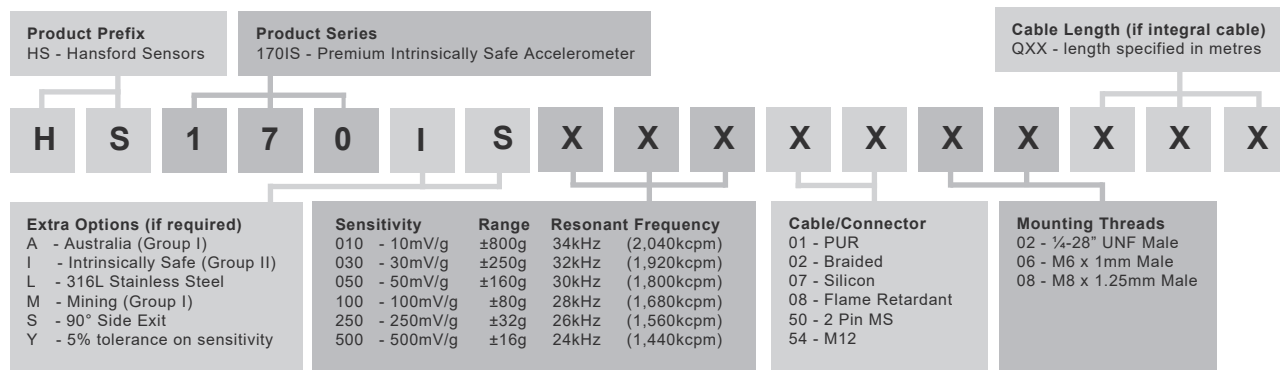 Product Prefix
HS - Hansford Sensors
Product Series
170IS - Premium Intrinsically Safe Accelerometer
Cable Length (if integral cable)
QXX - length specified in metres
H S 1 7 0 I S X X X X X X X X X X
Extra Options (if required)
A - Australia (Group I)
I - Intrinsically Safe (Group II)
L - 316L Stainless Steel
M - Mining (Group I)
S - 90° Side Exit
Y - 5% tolerance on sensitivity
Sensitivity Range Resonant Frequency
010 - 10mV/g ±800g 34kHz (2,040kcpm)
030 - 30mV/g ±250g 32kHz (1,920kcpm)
050 - 50mV/g ±160g 30kHz (1,800kcpm)
100 - 100mV/g ±80g 28kHz (1,680kcpm)
250 - 250mV/g ±32g 26kHz (1,560kcpm)
500 - 500mV/g ±16g 24kHz (1,440kcpm)
Cable/Connector
01 - PUR
02 - Braided
07 - Silicon
08 - Flame Retardant
50 - 2 Pin MS
54 - M12
Mounting Threads
02 - ¼-28” UNF Male
06 - M6 x 1mm Male
08 - M8 x 1.25mm Male